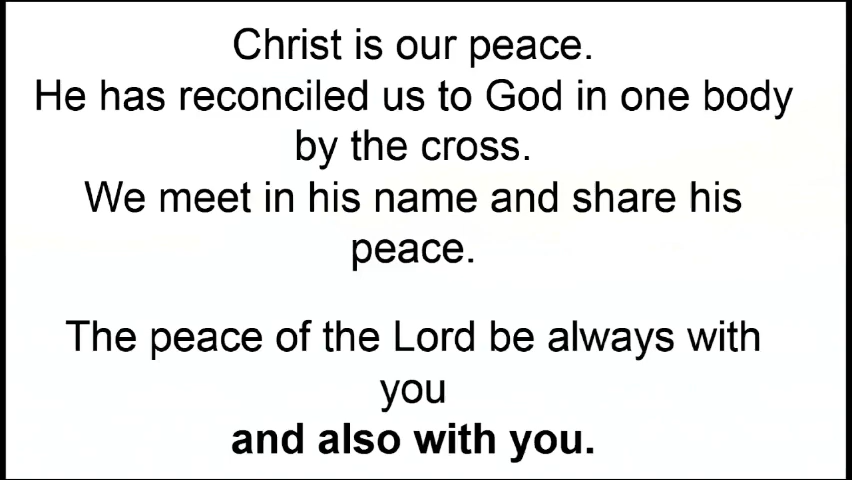 Christ is our peace.
He has reconciled us to God in one body
by the cross.
We meet in his name and share his
peace.
The peace of the Lord be always with
you
and also with you.